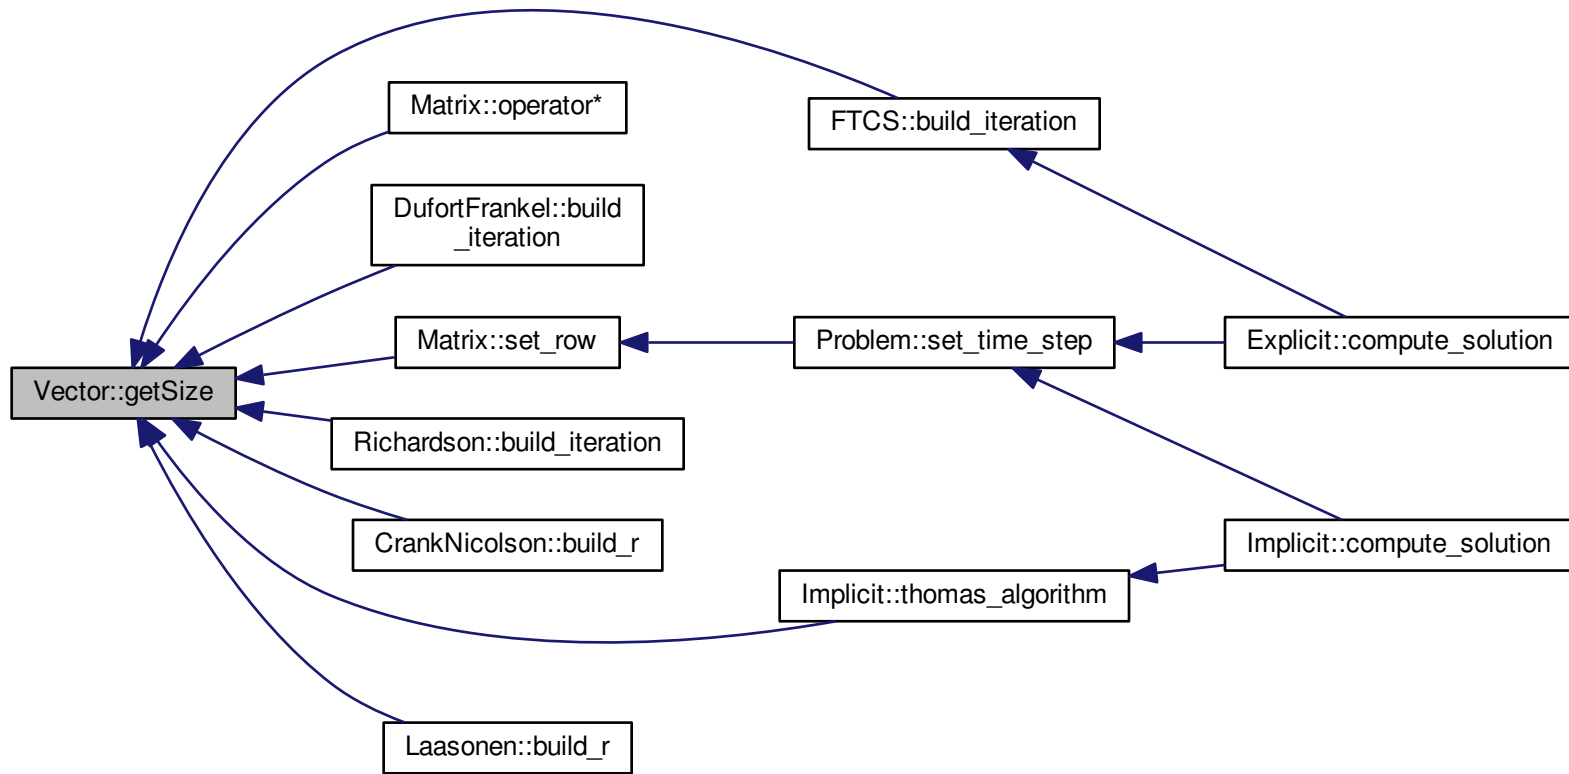 Matrix::operator*
FTCS::build_iteration
DufortFrankel::build
_iteration
Matrix::set_row
Problem::set_time_step
Explicit::compute_solution
Vector::getSize
Richardson::build_iteration
CrankNicolson::build_r
Implicit::compute_solution
Implicit::thomas_algorithm
Laasonen::build_r